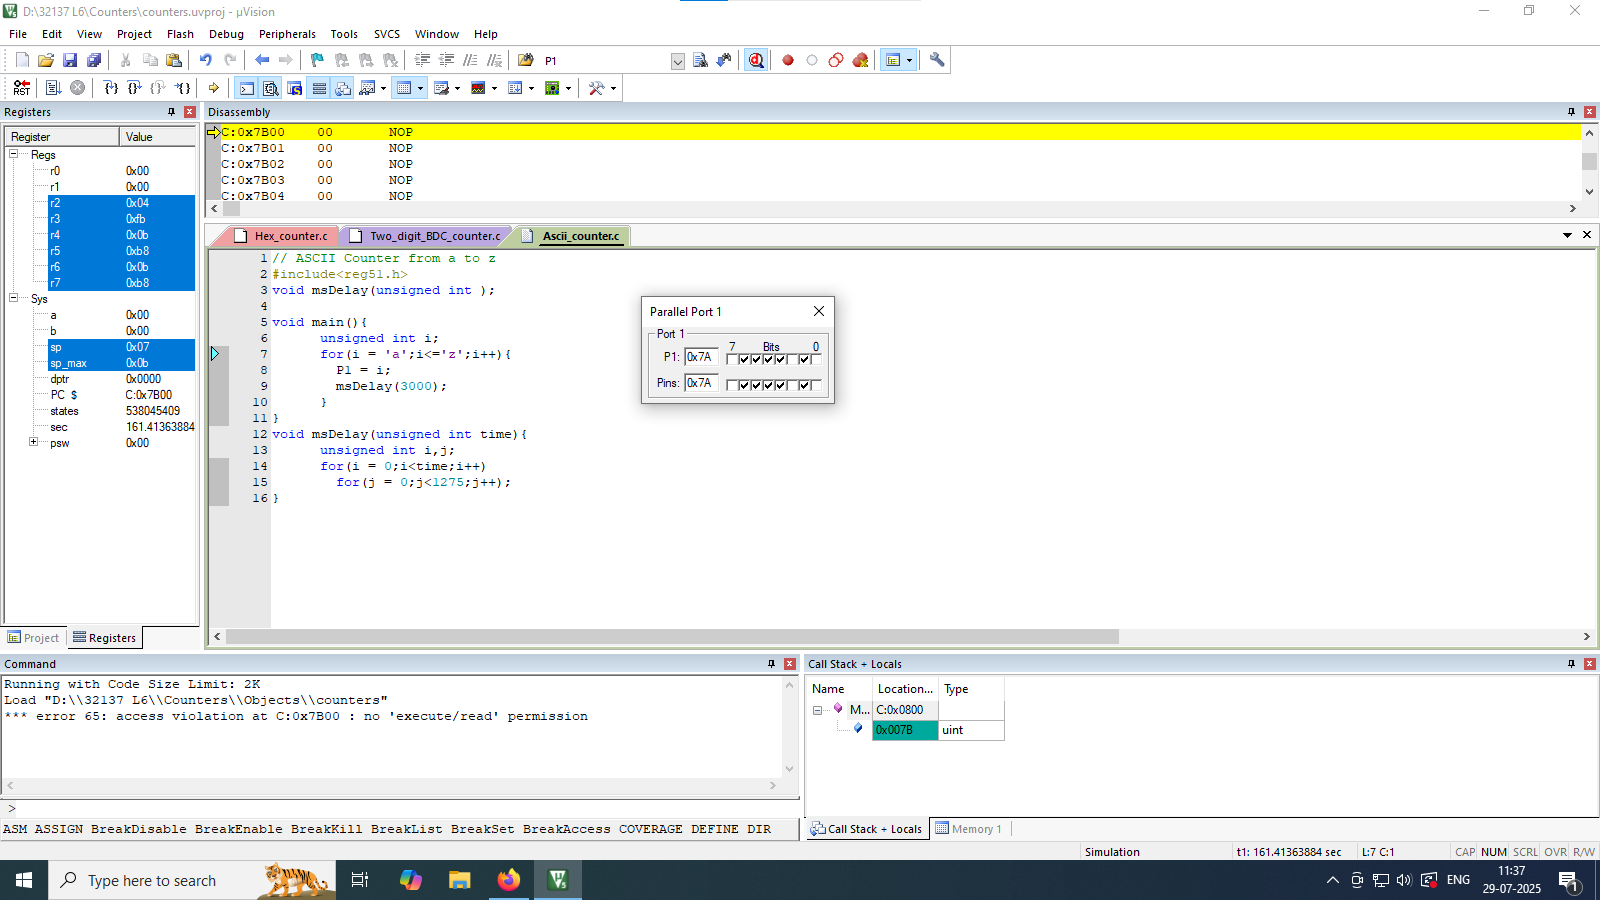 D:\32137 L6\Counters\counters.uvproj - µVision
File Edit View Project Flash Debug Peripherals Tools SVCS Window Help
P1
RST
Registers
Register Value
Regs
r0 0x00
r1 0x00
r2 0x04
r3 0xfb
r4 0x0b
r5 0xb8
r6 0x0b
r7 0xb8
Sys
a 0x00
b 0x00
sp 0x07
sp_max 0x0b
dptr 0x0000
PC $ C:0x7B00
states 538045409
sec 161.41363884
psw 0x00
Project Registers
Disassembly
C:0x7B00 00 NOP
C:0x7B01 00 NOP
C:0x7B02 00 NOP
C:0x7B03 00 NOP
C:0x7B04 00 NOP
Hex_counter.c Two_digit_BDC_counter.c Ascii_counter.c
1 // ASCII Counter from a to z
2 #include<reg51.h>
3 void msDelay(unsigned int );
4
5 void main(){
6 unsigned int i;
7 for(i = 'a';i<='z';i++){
8 P1 = i;
9 msDelay(3000);
10 }
11 }
12 void msDelay(unsigned int time){
13 unsigned int i,j;
14 for(i = 0;i<time;i++)
15 for(j = 0;j<1275;j++);
16 }
Parallel Port 1
Port 1
7 Bits 0
P1: 0x7A
Pins: 0x7A
Command
Running with Code Size Limit: 2K
Load "D:\\32137 L6\\Counters\\Objects\\counters"
*** error 65: access violation at C:0x7B00 : no 'execute/read' permission
>
ASM ASSIGN BreakDisable BreakEnable BreakKill BreakList BreakSet BreakAccess COVERAGE DEFINE DIR
Call Stack + Locals
Name Location... Type
M... C:0x0800
0x007B uint
Call Stack + Locals Memory 1
Simulation t1: 161.41363884 sec L:7 C:1 CAP NUM SCRL OVR R/W
Type here to search
ENG
11:37
29-07-2025
1